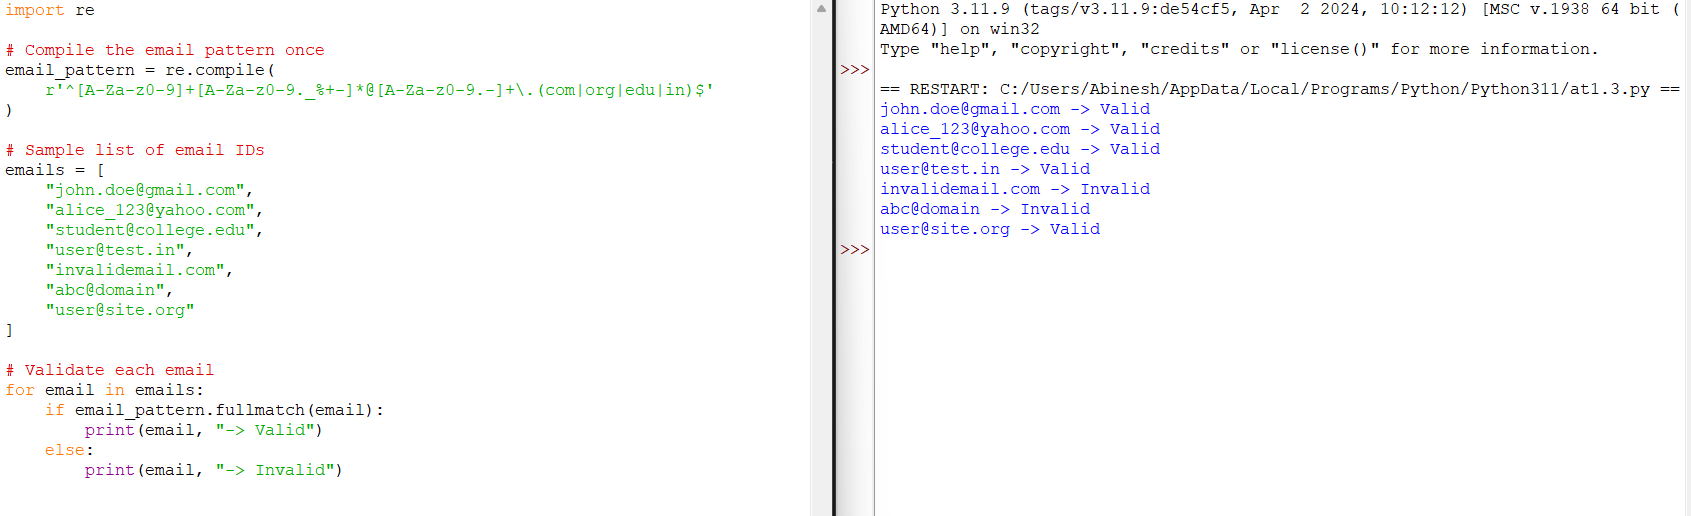 import re

# Compile the email pattern once
email_pattern = re.compile(
    r'^[A-Za-z0-9]+[A-Za-z0-9._%+-]*@[A-Za-z0-9.-]+\.(com|org|edu|in)$'
)

# Sample list of email IDs
emails = [
    "john.doe@gmail.com",
    "alice_123@yahoo.com",
    "student@college.edu",
    "user@test.in",
    "invalidemail.com",
    "abc@domain",
    "user@site.org"
]

# Validate each email
for email in emails:
    if email_pattern.fullmatch(email):
        print(email, "-> Valid")
    else:
        print(email, "-> Invalid")
Python 3.11.9 (tags/v3.11.9:de54cf5, Apr  2 2024, 10:12:12) [MSC v.1938 64 bit (
AMD64)] on win32
Type "help", "copyright", "credits" or "license()" for more information.
>>>
== RESTART: C:/Users/Abinesh/AppData/Local/Programs/Python/Python311/at1.3.py ==
john.doe@gmail.com -> Valid
alice_123@yahoo.com -> Valid
student@college.edu -> Valid
user@test.in -> Valid
invalidemail.com -> Invalid
abc@domain -> Invalid
user@site.org -> Valid
>>>